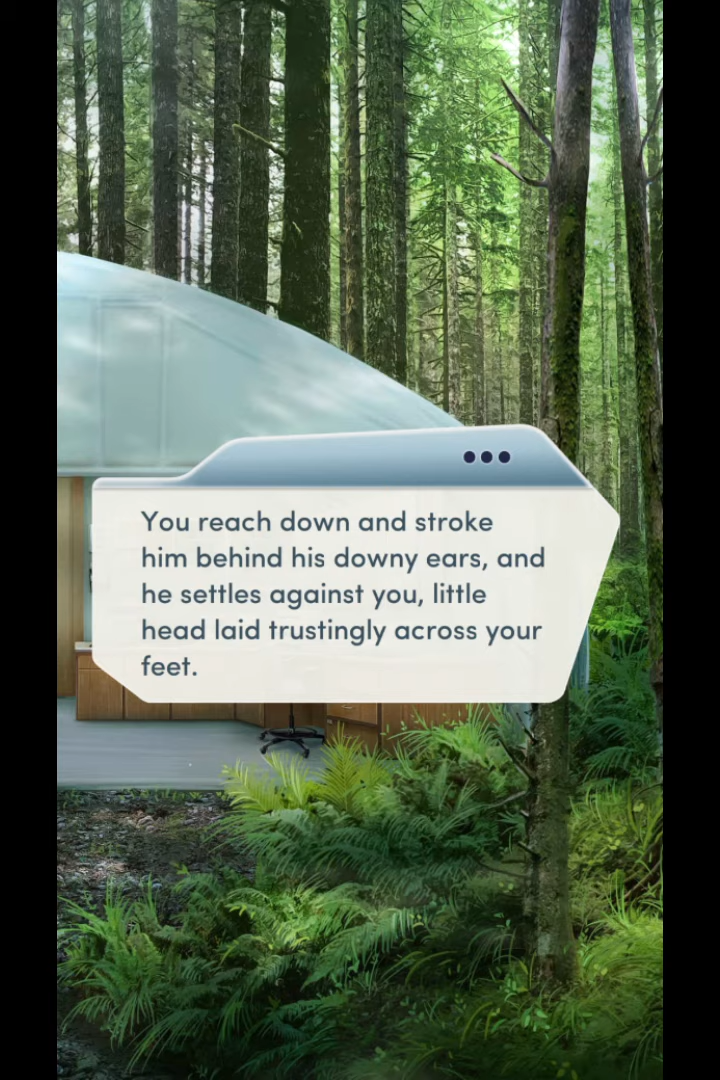 You reach down and stroke
him behind his downy ears, and
he settles against you, little
head laid trustingly across your
feet.